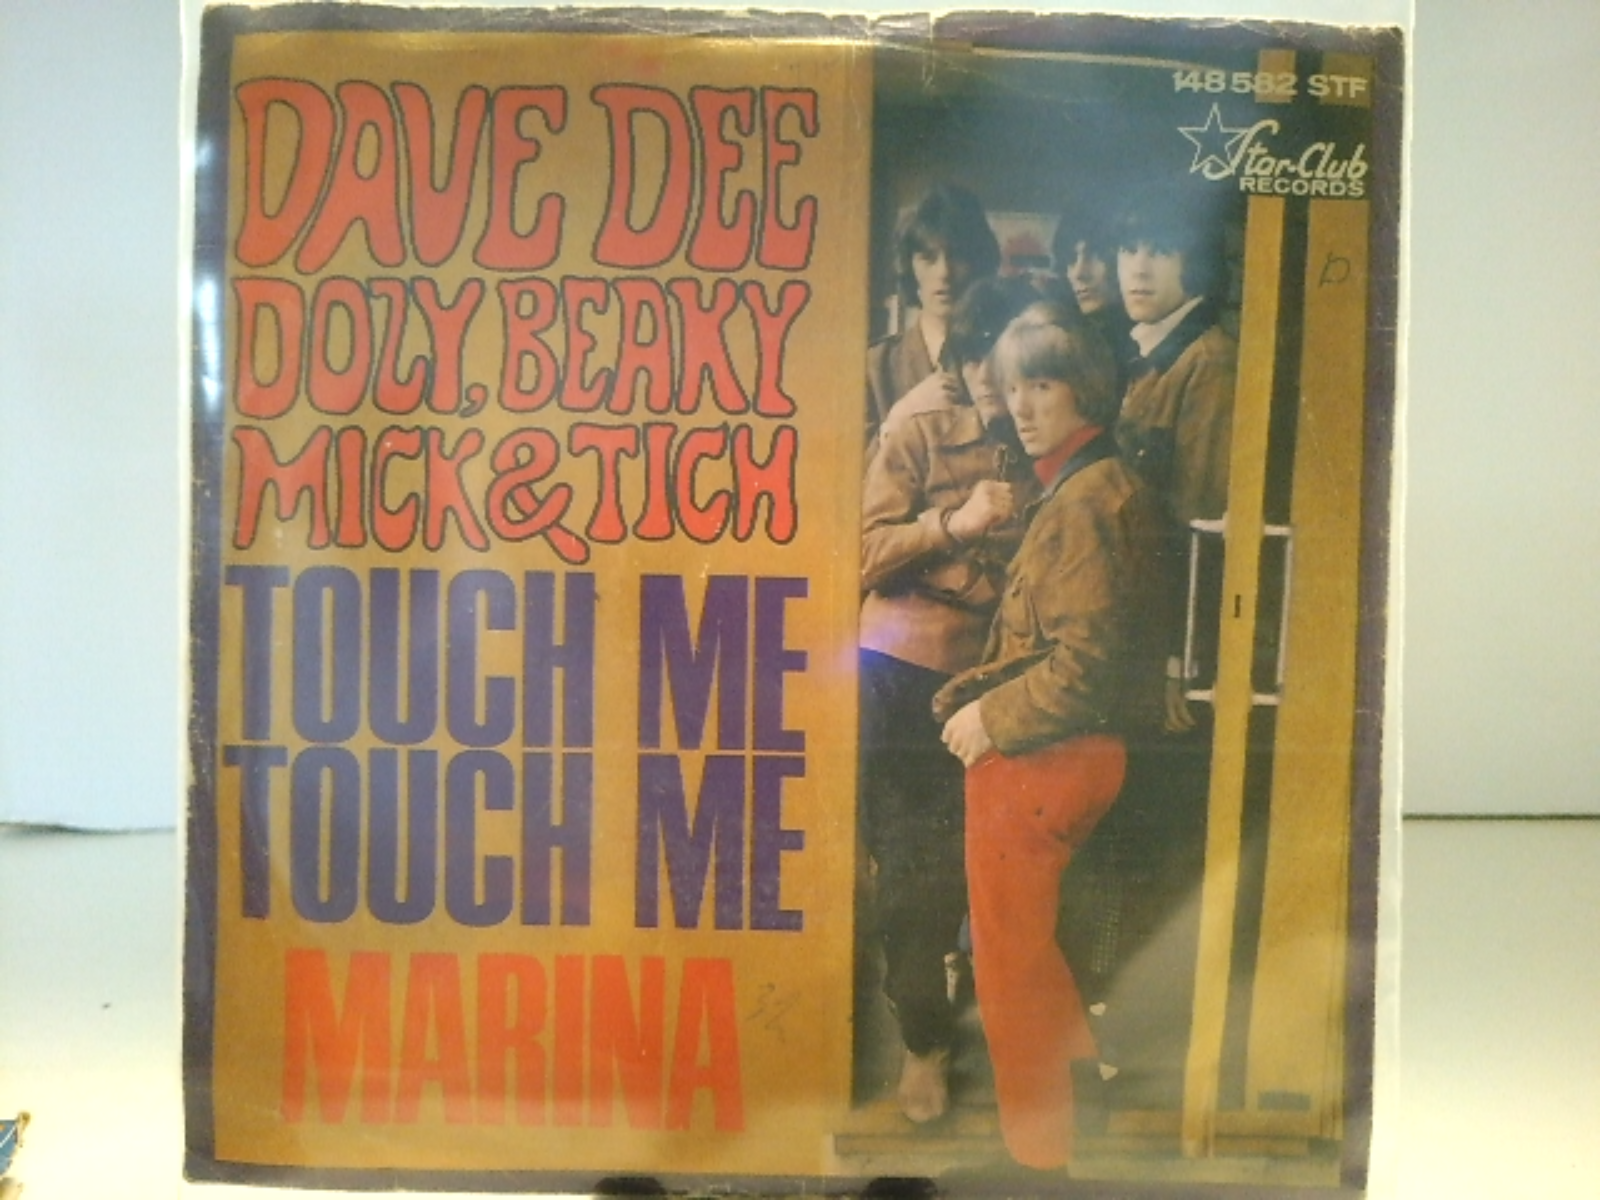 DAVE DEE
DOZY, BEAKY
MICK & TICH
TOUCH ME
TOUCH ME
MARINA
148 582 STF
Star-Club
RECORDS